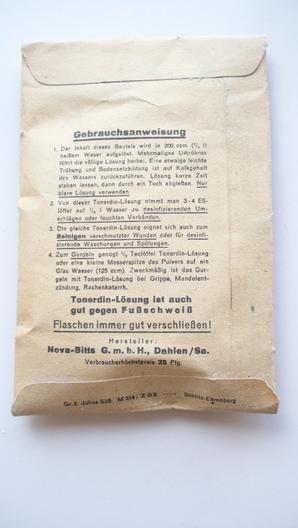 Gebrauchsanweisung
1. Der Inhalt dieses Beutels wird in 200 ccm (¹/₅ l)
heißem Wasser aufgelöst. Mehrmaliges Umrühren
führt die völlige Lösung herbei. Eine etwaige leichte
Trübung und Bodensetzbildung ist auf Kalkgehalt
des Wassers zurückzuführen. Lösung kurze Zeit
stehen lassen, dann durch ein Tuch abgießen. Nur
klare Lösung verwenden.
2. Von dieser Tonerdin-Lösung nimmt man 3-4 Eß-
löffel auf l Wasser zu desinfizierenden Um-
schlägen oder feuchten Verbänden.
3. Die gleiche Tonerdin-Lösung eignet sich auch zum
Reinigen verschmutzter Wunden oder für desinfi-
zierende Waschungen und Spülungen.
4. Zum Gurgeln genügt Teelöffel Tonerdin-Lösung
oder eine kleine Messerspitze des Pulvers auf ein
Glas Wasser (125 ccm). Zweckmäßig ist das Gur-
geln mit Tonerdin-Lösung bei Grippe, Mandelent-
zündung, Rachenkatarrh.
Tonerdin-Lösung ist auch
gut gegen Fußschweiß
Flaschen immer gut verschließen!
Hersteller:
Nova-Bitts G. m. b. H., Dahlen/Sa.
Verbraucherhöchstpreis 25 Pfg.
Gr. 2 Julius Süß M 314 / Z O S Böhlitz-Ehrenberg